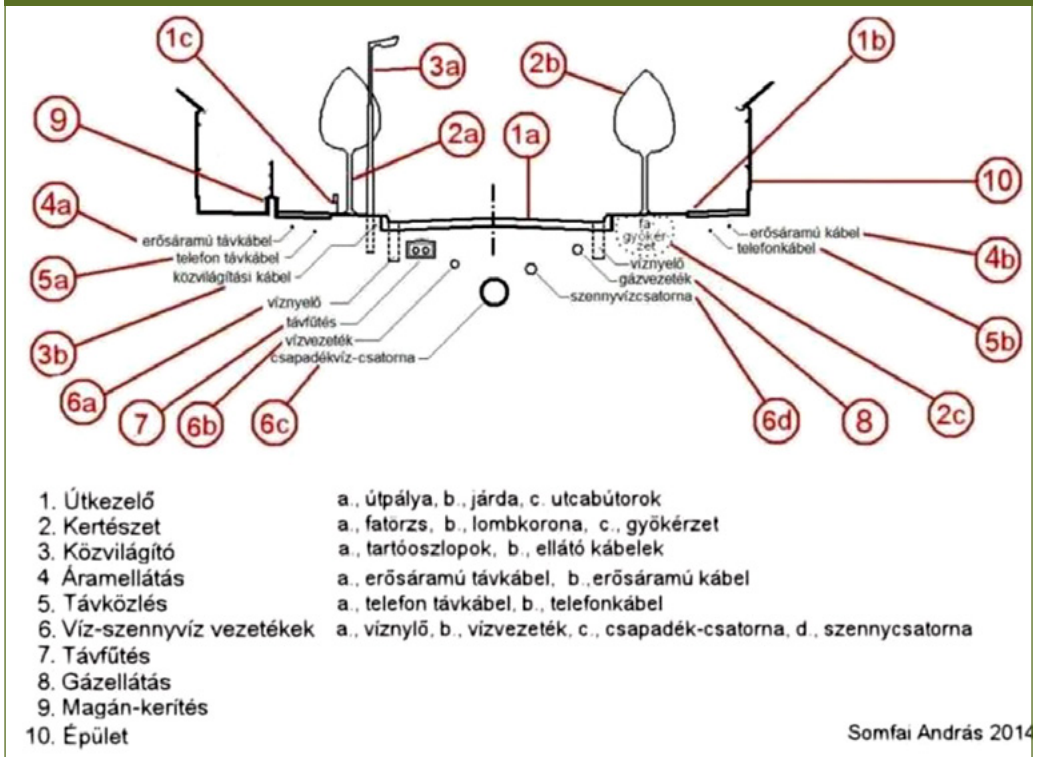 1c
1b
3a
2b
9
2a
1a
10
4a
fa-
gyökér-
zet
erősáramú távkábel
erősáramú kábel
telefon távkábel
telefonkábel
4b
5a
közvilágítási kábel
víznyelő
gázvezeték
víznyelő
szennyvízcsatorna
távfűtés
3b
vízvezeték
5b
csapadékvíz-csatorna
6a
7
6b
6c
6d
8
2c
1. Útkezelő a., útpálya, b., járda, c. utcabútorok
2. Kertészet a., fatörzs, b., lombkorona, c., gyökérzet
3. Közvilágító a., tartóoszlopok, b., ellátó kábelek
4 Áramellátás a., erősáramú távkábel, b.,erősáramú kábel
5. Távközlés a., telefon távkábel, b., telefonkábel
6. Víz-szennyvíz vezetékek a., víznylő, b., vízvezeték, c., csapadék-csatorna, d., szennycsatorna
7. Távfűtés
8. Gázellátás
9. Magán-kerítés
10. Épület
Somfai András 2014